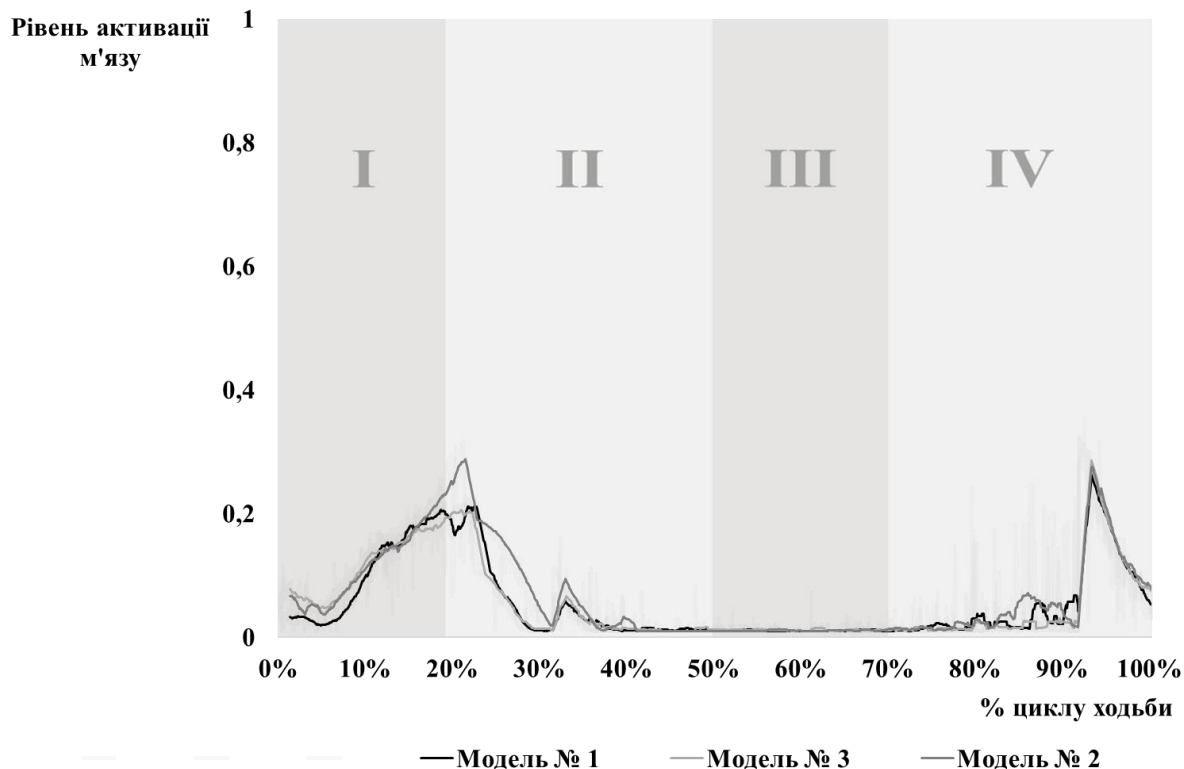 Рівень активації
м'язу
1
0,8
0,6
0,4
0,2
0
I II III IV
0% 10% 20% 30% 40% 50% 60% 70% 80% 90% 100%
% циклу ходьби
Модель № 1 Модель № 3 Модель № 2